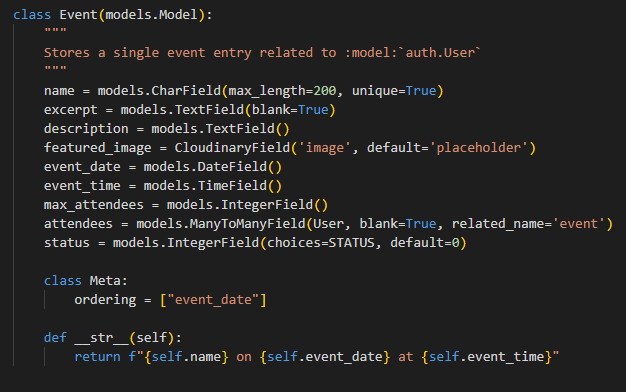 class Event(models.Model):
    """
    Stores a single event entry related to :model:`auth.User`
    """
    name = models.CharField(max_length=200, unique=True)
    excerpt = models.TextField(blank=True)
    description = models.TextField()
    featured_image = CloudinaryField('image', default='placeholder')
    event_date = models.DateField()
    event_time = models.TimeField()
    max_attendees = models.IntegerField()
    attendees = models.ManyToManyField(User, blank=True, related_name='event')
    status = models.IntegerField(choices=STATUS, default=0)

    class Meta:
        ordering = ["event_date"]

    def __str__(self):
        return f"{self.name} on {self.event_date} at {self.event_time}"